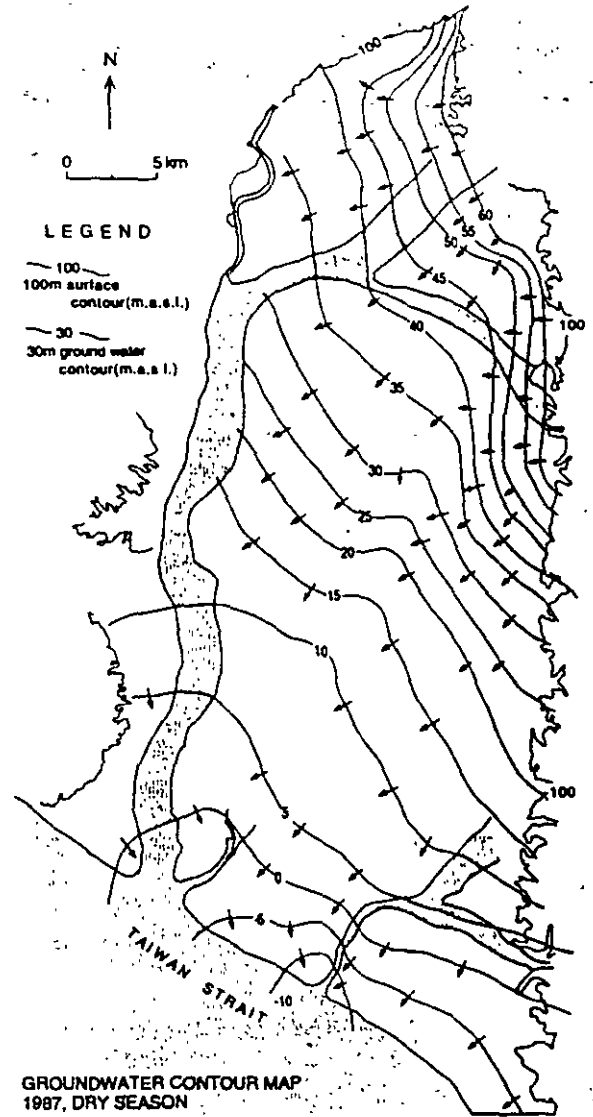 N
0 5 km
LEGEND
100
100m surface
contour(m.a.s.l.)
30
30m ground water
contour(m.a.s.l.)
100
60
55
50
45
100
40
35
30
25
20
15
10
100
5
0
-10
TAIWAN STRAIT
GROUNDWATER CONTOUR MAP
1987, DRY SEASON